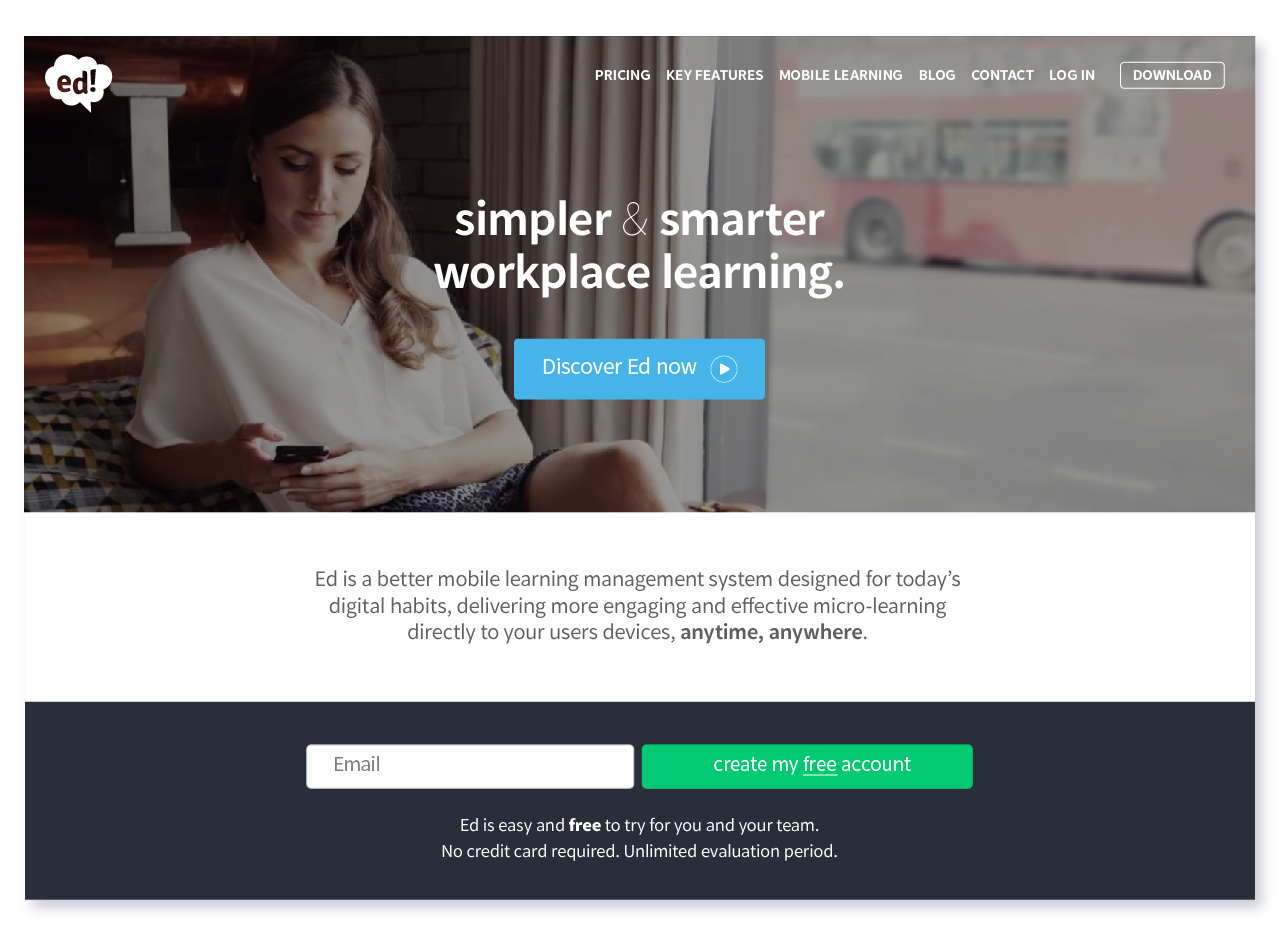 ed!
PRICING KEY FEATURES MOBILE LEARNING BLOG CONTACT LOG IN DOWNLOAD
simpler & smarter
workplace learning.
Discover Ed now
Ed is a better mobile learning management system designed for today’s
digital habits, delivering more engaging and effective micro-learning
directly to your users devices, anytime, anywhere.
Email create my free account
Ed is easy and free to try for you and your team.
No credit card required. Unlimited evaluation period.